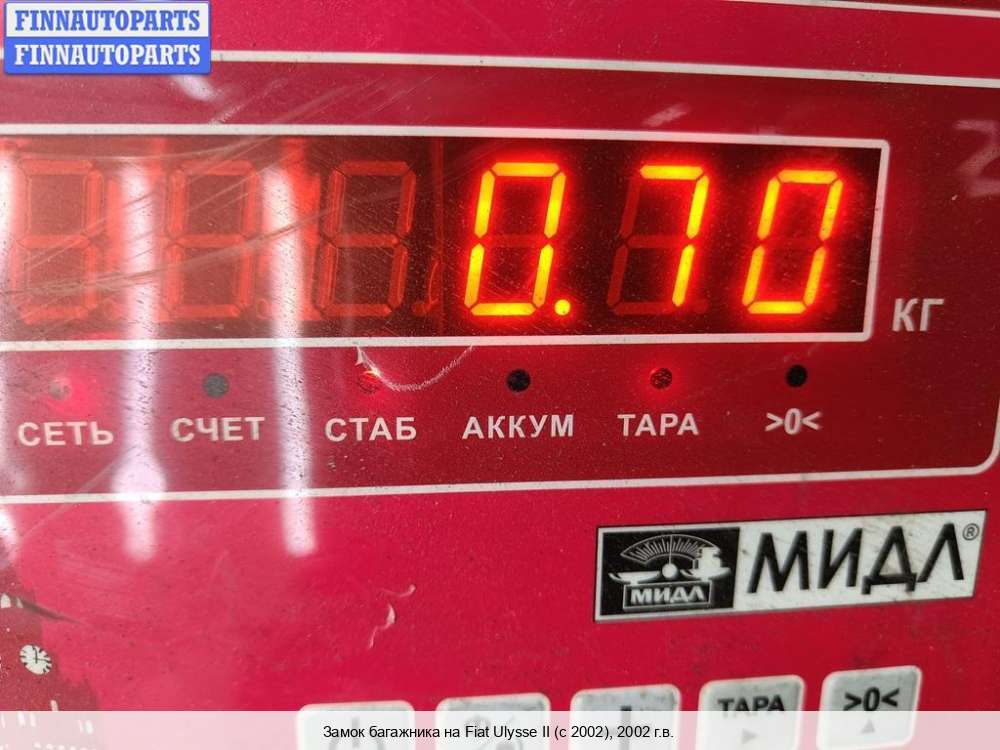 FINNAUTOPARTS
FINNAUTOPARTS
0.70
КГ
СЕТЬ СЧЕТ СТАБ АККУМ ТАРА >0<
МИДЛ МИДЛ®
ТАРА >0<
Замок багажника на Fiat Ulysse II (с 2002), 2002 г.в.